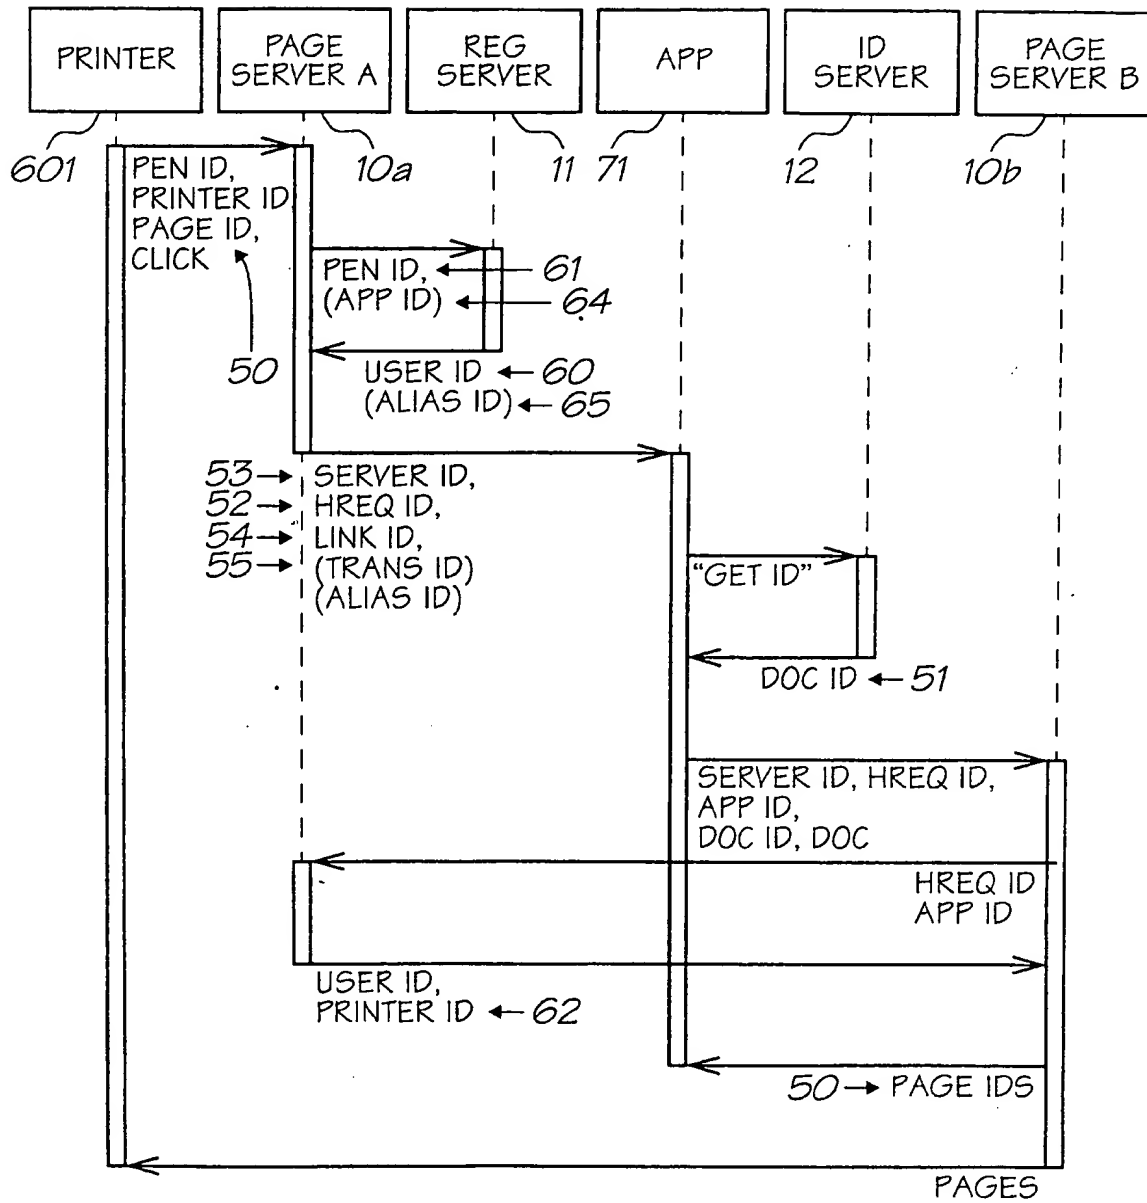 PRINTER
PAGE
SERVER A
REG
SERVER
APP
ID
SERVER
PAGE
SERVER B
601
10a
11
71
12
10b
PEN ID,
PRINTER ID
PAGE ID,
CLICK
50
PEN ID,
61
(APP ID)
64
USER ID
60
(ALIAS ID)
65
53
SERVER ID,
52
HREQ ID,
54
LINK ID,
55
(TRANS ID)
(ALIAS ID)
"GET ID"
DOC ID
51
SERVER ID, HREQ ID,
APP ID,
DOC ID, DOC
HREQ ID
APP ID
USER ID,
PRINTER ID
62
50
PAGE IDS
PAGES